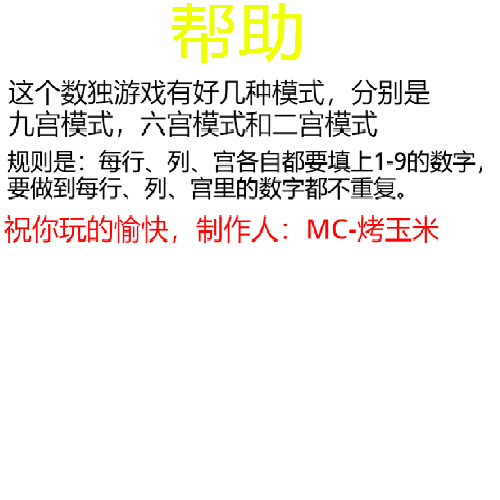 帮助
这个数独游戏有好几种模式，分别是
九宫模式，六宫模式和二宫模式
规则是：每行、列、宫各自都要填上1-9的数字，
要做到每行、列、宫里的数字都不重复。
祝你玩的愉快，制作人：MC-烤玉米